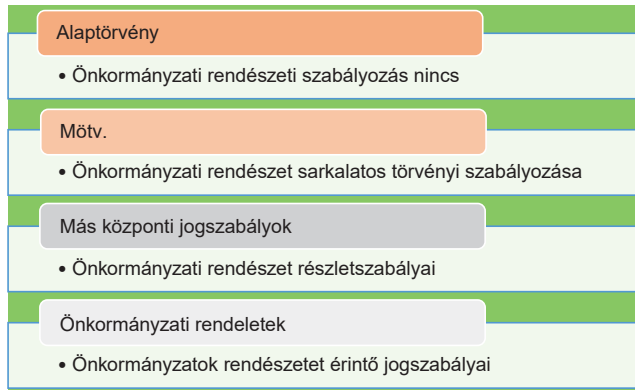 Alaptörvény
• Önkormányzati rendészeti szabályozás nincs
Mötv.
• Önkormányzati rendészet sarkalatos törvényi szabályozása
Más központi jogszabályok
• Önkormányzati rendészet részletszabályai
Önkormányzati rendeletek
• Önkormányzatok rendészetet érintő jogszabályai